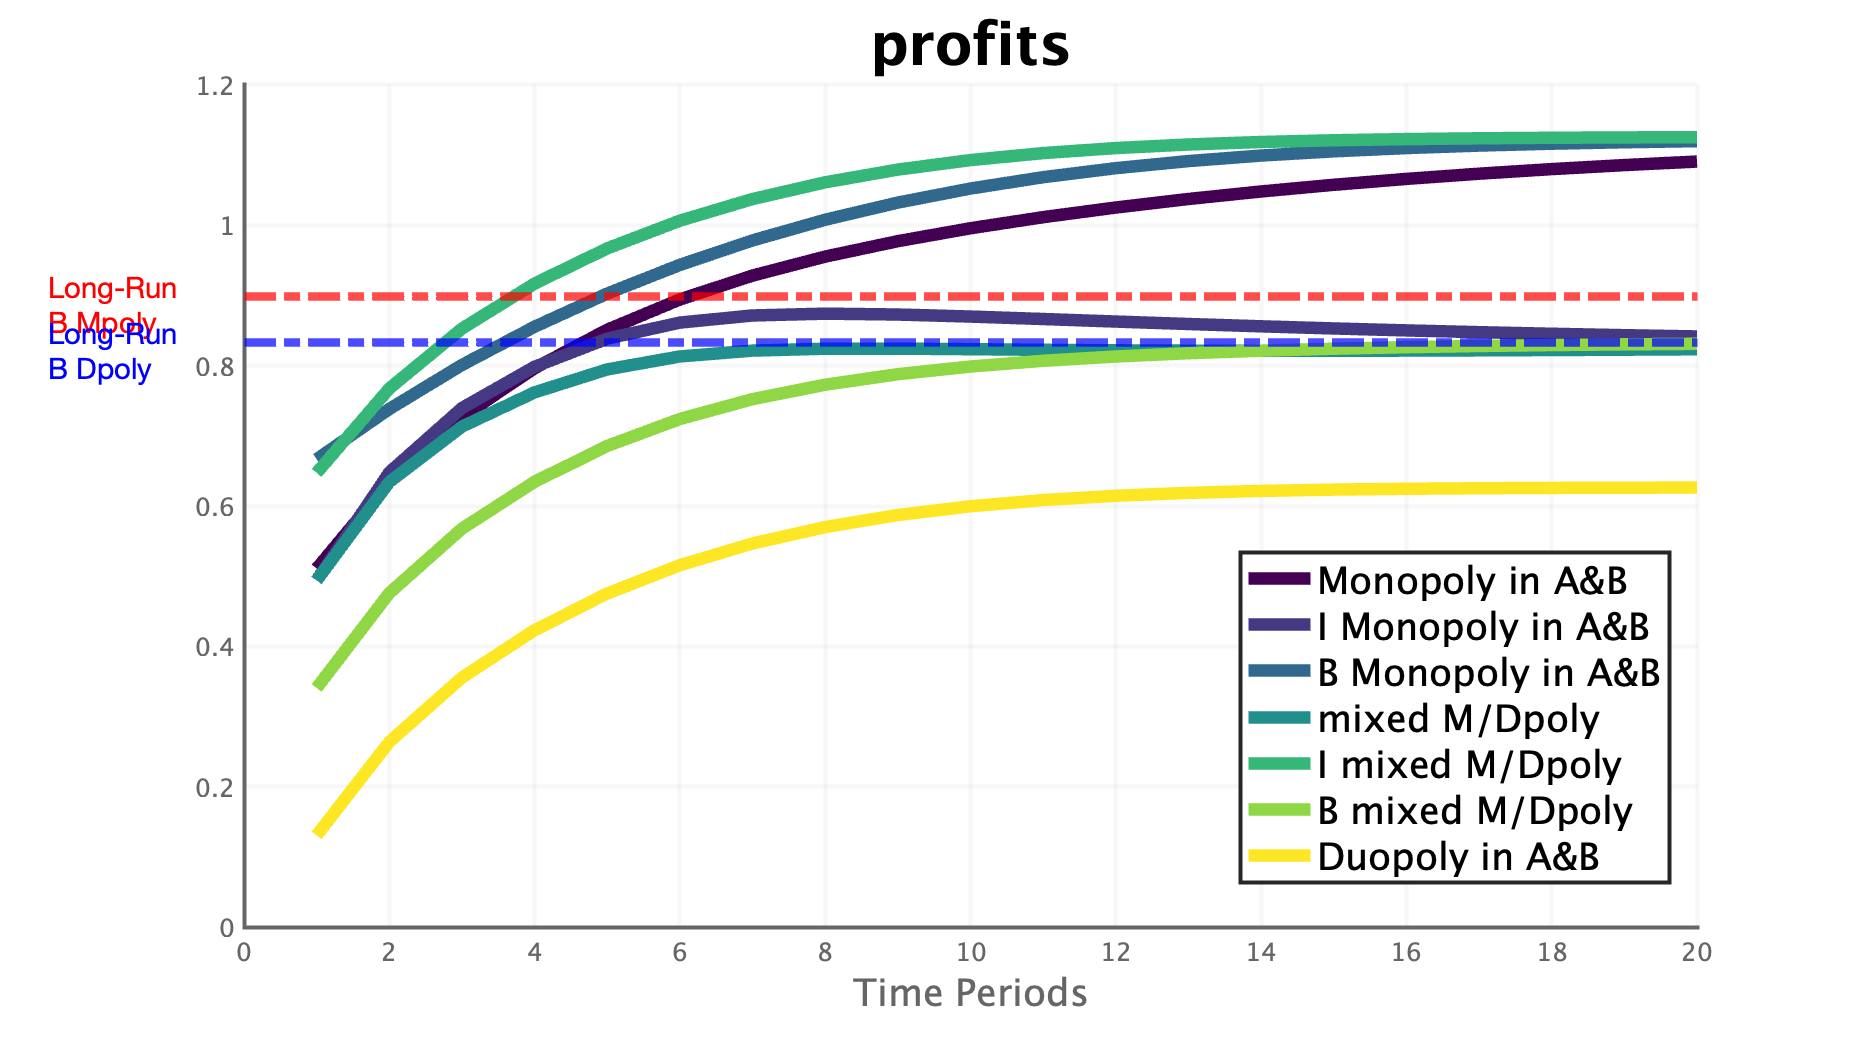 profits
1.2
1
0.8
0.6
0.4
0.2
0
Long-Run
B Mpoly
Long-Run
B Dpoly
0 2 4 6 8 10 12 14 16 18 20
Time Periods
Monopoly in A&B
I Monopoly in A&B
B Monopoly in A&B
mixed M/Dpoly
I mixed M/Dpoly
B mixed M/Dpoly
Duopoly in A&B